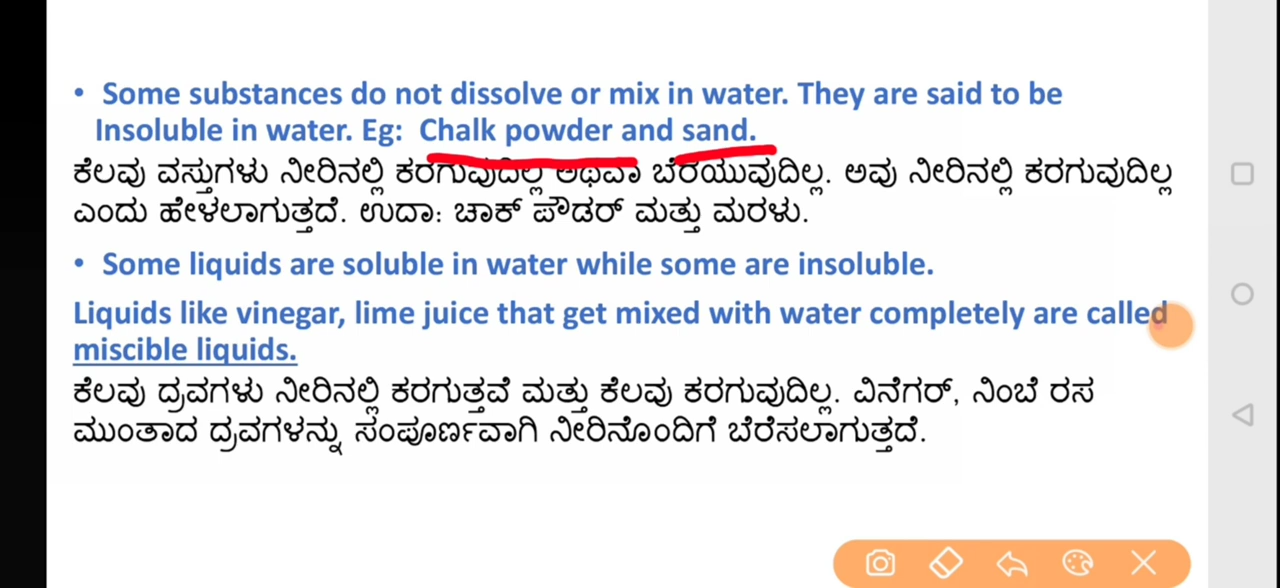 • Some substances do not dissolve or mix in water. They are said to be
Insoluble in water. Eg: Chalk powder and sand.
ಕೆಲವು ವಸ್ತುಗಳು ನೀರಿನಲ್ಲಿ ಕರಗುವುದಿಲ್ಲ ಅಥವಾ ಬೆರೆಯುವುದಿಲ್ಲ. ಅವು ನೀರಿನಲ್ಲಿ ಕರಗುವುದಿಲ್ಲ
ಎಂದು ಹೇಳಲಾಗುತ್ತದೆ. ಉದಾ: ಚಾಕ್ ಪೌಡರ್ ಮತ್ತು ಮರಳು.
• Some liquids are soluble in water while some are insoluble.
Liquids like vinegar, lime juice that get mixed with water completely are called
miscible liquids.
ಕೆಲವು ದ್ರವಗಳು ನೀರಿನಲ್ಲಿ ಕರಗುತ್ತವೆ ಮತ್ತು ಕೆಲವು ಕರಗುವುದಿಲ್ಲ. ವಿನೆಗರ್, ನಿಂಬೆ ರಸ
ಮುಂತಾದ ದ್ರವಗಳನ್ನು ಸಂಪೂರ್ಣವಾಗಿ ನೀರಿನೊಂದಿಗೆ ಬೆರೆಸಲಾಗುತ್ತದೆ.